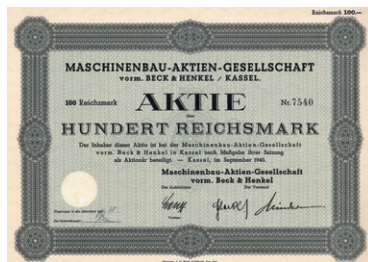 Reichsmark 100.—
MASCHINENBAU-AKTIEN-GESELLSCHAFT
vorm. BECK & HENKEL / KASSEL.
100 Reichsmark AKTIE Nr. 7540
über
HUNDERT REICHSMARK
Der Inhaber dieser Aktie ist bei der Maschinenbau-Aktien-Gesellschaft
vorm. Beck & Henkel in Kassel nach Maßgabe ihrer Satzung
als Aktionär beteiligt. — Kassel, im September 1940.
Maschinenbau-Aktien-Gesellschaft
vorm. Beck & Henkel
Der Aufsichtsrat Der Vorstand